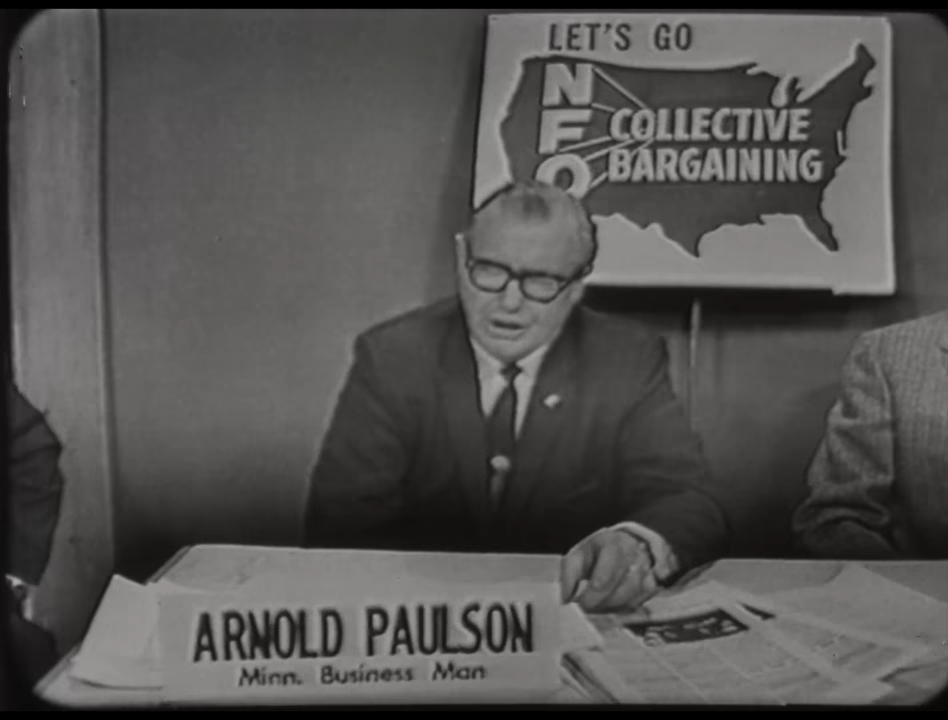 LET'S GO
NFO COLLECTIVE
BARGAINING
ARNOLD PAULSON
Minn. Business Man